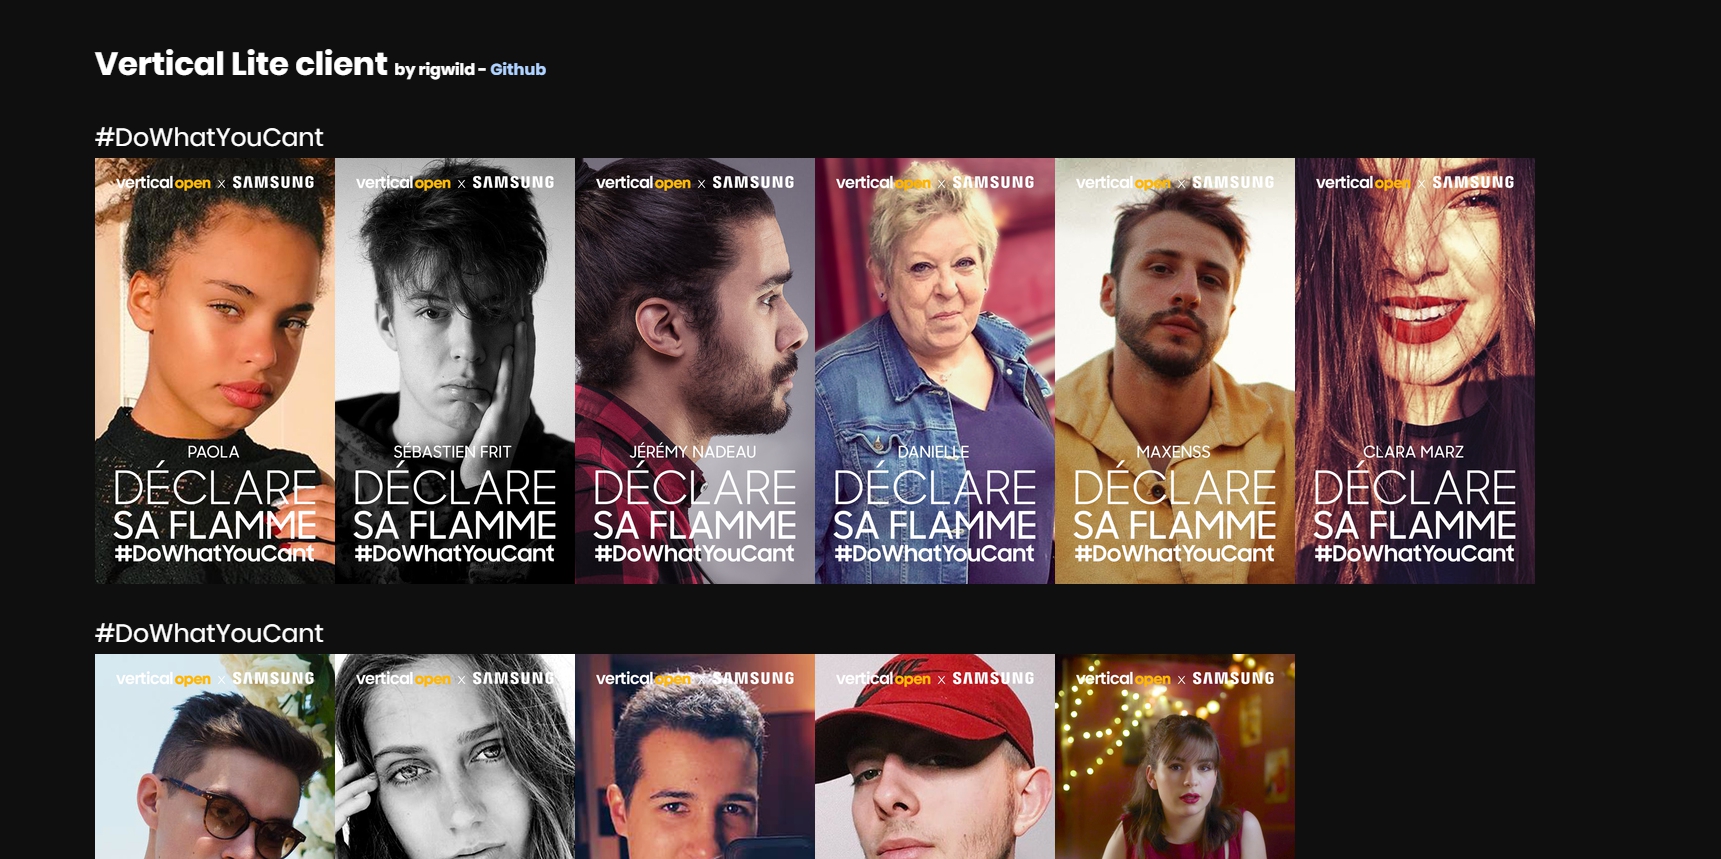 Vertical Lite client by rigwild - Github
#DoWhatYouCant
verticalopen x SAMSUNG
PAOLA
DÉCLARE
SA FLAMME
#DoWhatYouCant
verticalopen x SAMSUNG
SÉBASTIEN FRIT
DÉCLARE
SA FLAMME
#DoWhatYouCant
verticalopen x SAMSUNG
JÉRÉMY NADEAU
DÉCLARE
SA FLAMME
#DoWhatYouCant
verticalopen x SAMSUNG
DANIELLE
DÉCLARE
SA FLAMME
#DoWhatYouCant
verticalopen x SAMSUNG
MAXENSS
DÉCLARE
SA FLAMME
#DoWhatYouCant
verticalopen x SAMSUNG
CLARA MARZ
DÉCLARE
SA FLAMME
#DoWhatYouCant
#DoWhatYouCant
verticalopen x SAMSUNG
verticalopen x SAMSUNG
verticalopen x SAMSUNG
verticalopen x SAMSUNG
NIKE
verticalopen x SAMSUNG